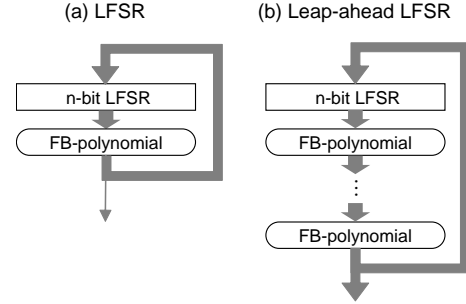 (a) LFSR
n-bit LFSR
FB-polynomial
(b) Leap-ahead LFSR
n-bit LFSR
FB-polynomial
...
FB-polynomial